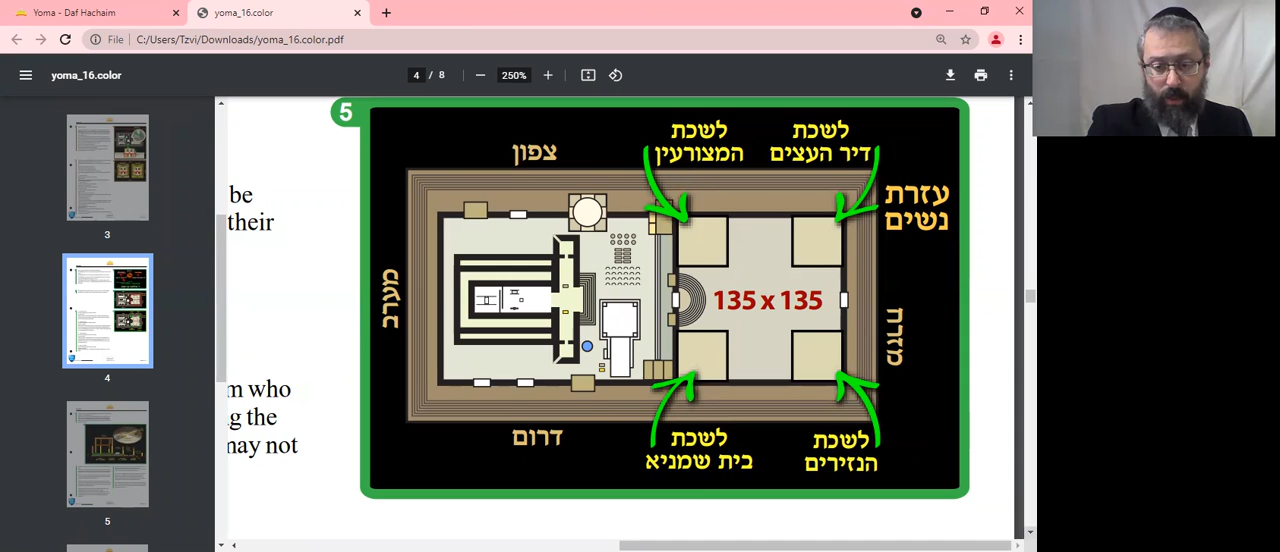 Yoma - Daf Hachaim
yoma_16.color
File
C:/Users/Tzvi/Downloads/yoma_16.color.pdf
yoma_16.color
4 / 8
250%
3
4
5
be
their
m who
g the
may not
5
לשכת
המצורעין
לשכת
דיר העצים
צפון
עזרת
נשים
מערב
135 x 135
מזרח
דרום
לשכת
בית שמניא
לשכת
הנזירים